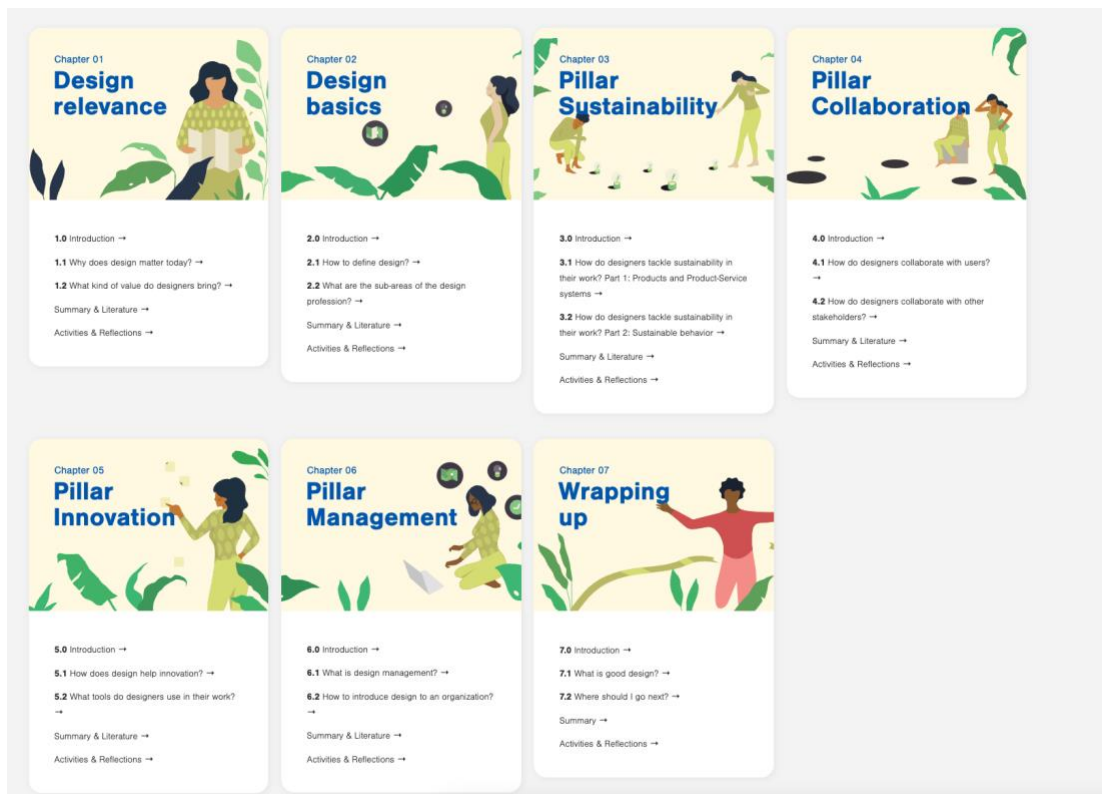 Chapter 01
Design
relevance
1.0 Introduction →
1.1 Why does design matter today? →
1.2 What kind of value do designers bring? →
Summary & Literature →
Activities & Reflections →
Chapter 02
Design
basics
2.0 Introduction →
2.1 How to define design? →
2.2 What are the sub-areas of the design
profession? →
Summary & Literature →
Activities & Reflections →
Chapter 03
Pillar
Sustainability
3.0 Introduction →
3.1 How do designers tackle sustainability in
their work? Part 1: Products and Product-Service
systems →
3.2 How do designers tackle sustainability in
their work? Part 2: Sustainable behavior →
Summary & Literature →
Activities & Reflections →
Chapter 04
Pillar
Collaboration
4.0 Introduction →
4.1 How do designers collaborate with users?
→
4.2 How do designers collaborate with other
stakeholders? →
Summary & Literature →
Activities & Reflections →
Chapter 05
Pillar
Innovation
5.0 Introduction →
5.1 How does design help innovation? →
5.2 What tools do designers use in their work?
→
Summary & Literature →
Activities & Reflections →
Chapter 06
Pillar
Management
6.0 Introduction →
6.1 What is design management? →
6.2 How to introduce design to an organization?
→
Summary & Literature →
Activities & Reflections →
Chapter 07
Wrapping
up
7.0 Introduction →
7.1 What is good design? →
7.2 Where should I go next? →
Summary →
Activities & Reflections →